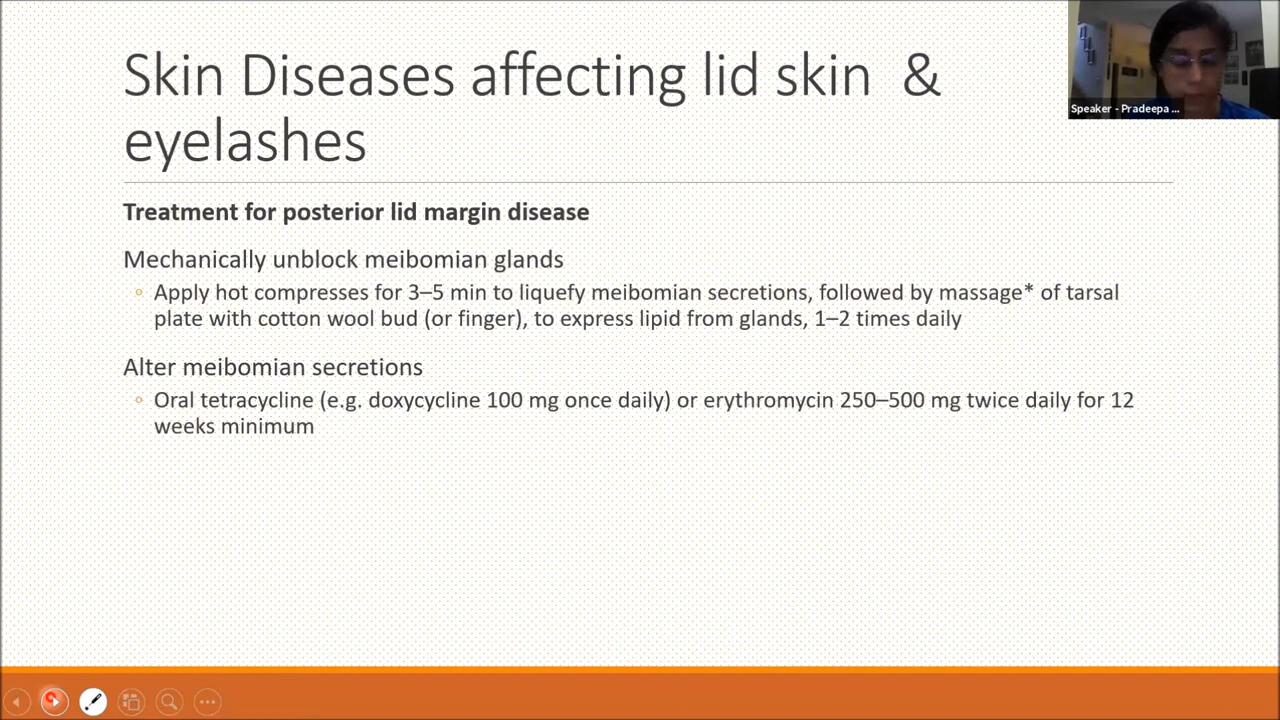 Skin Diseases affecting lid skin & 
eyelashes
Speaker - Pradeepa ...
Treatment for posterior lid margin disease
Mechanically unblock meibomian glands
◦ Apply hot compresses for 3–5 min to liquefy meibomian secretions, followed by massage* of tarsal
plate with cotton wool bud (or finger), to express lipid from glands, 1–2 times daily
Alter meibomian secretions
◦ Oral tetracycline (e.g. doxycycline 100 mg once daily) or erythromycin 250–500 mg twice daily for 12
weeks minimum